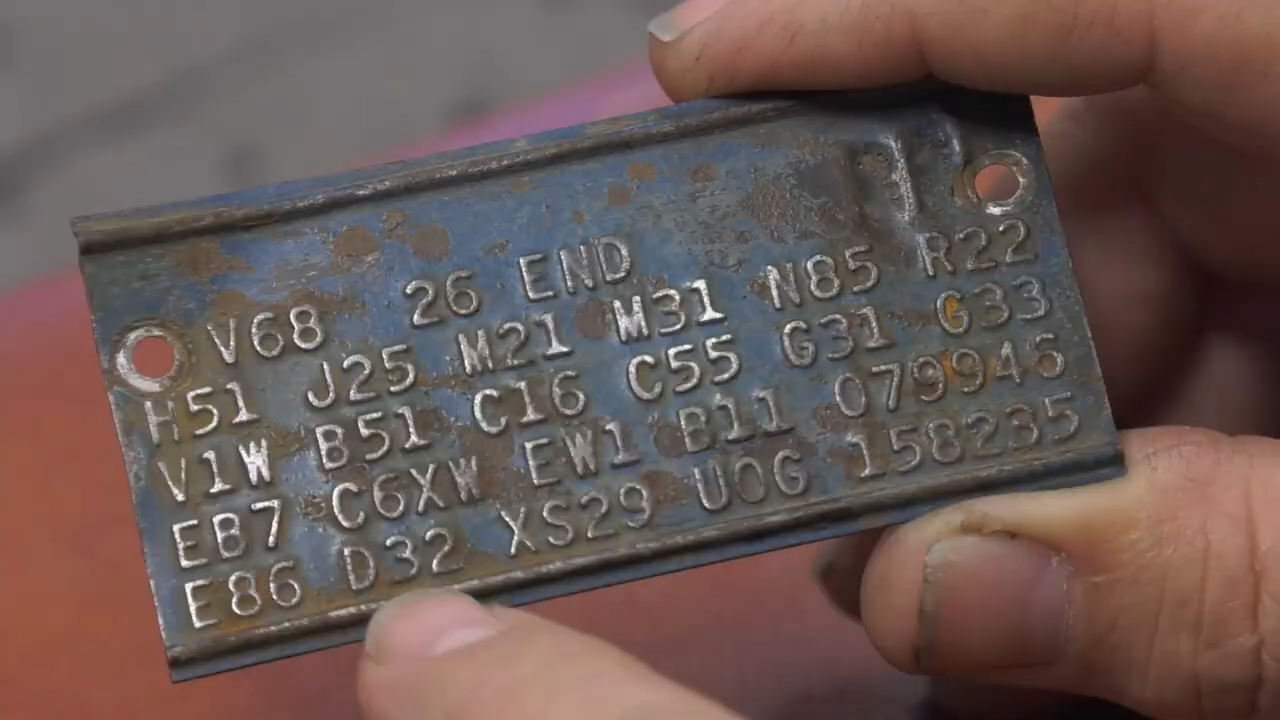 V68 26 END
H51 J25 M21 M31 N85 R22
V1W B51 C16 C55 G31 G33
EB7 C6XW EW1 B11 079946
E86 D32 XS29 UOG 158235